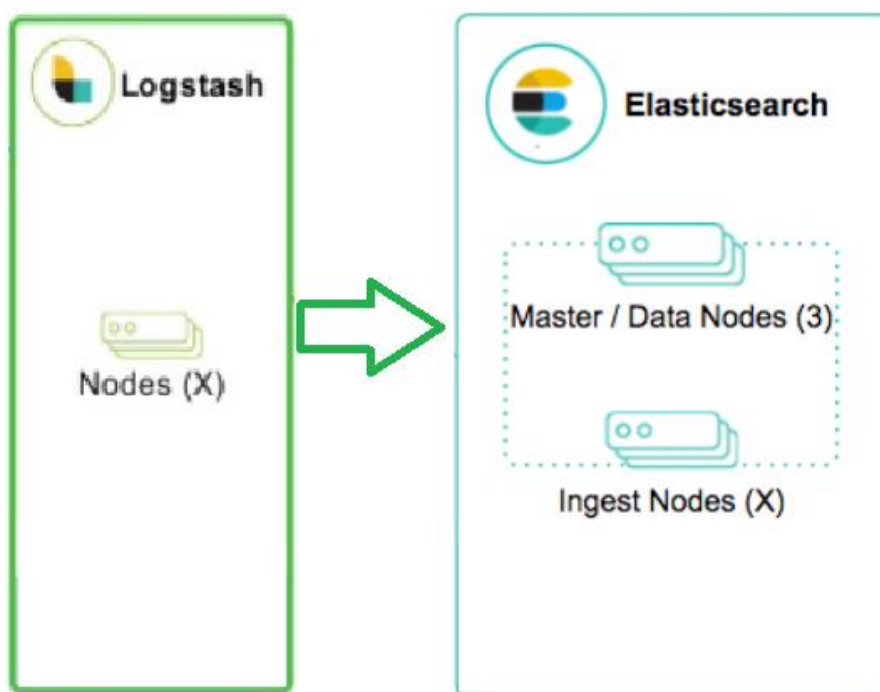 Logstash
Nodes (X)
Elasticsearch
Master / Data Nodes (3)
Ingest Nodes (X)